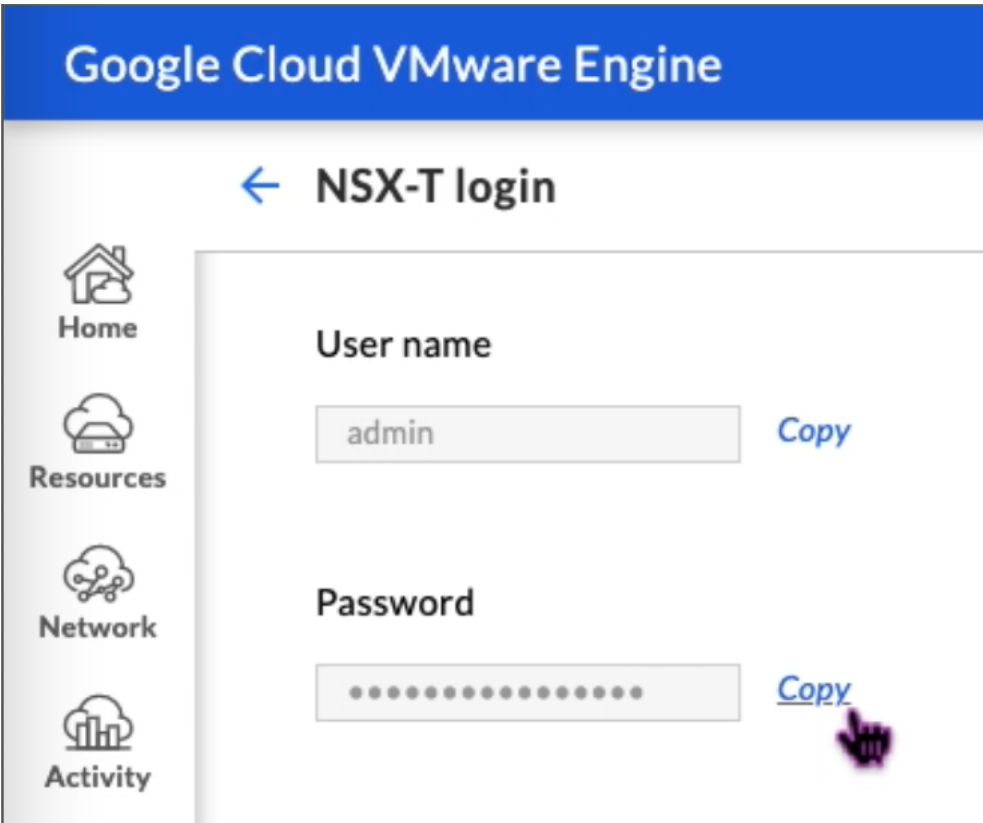 Google Cloud VMware Engine
NSX-T login
Home
Resources
Network
Activity
User name
admin
Copy
Password
••••••••••••••••
Copy